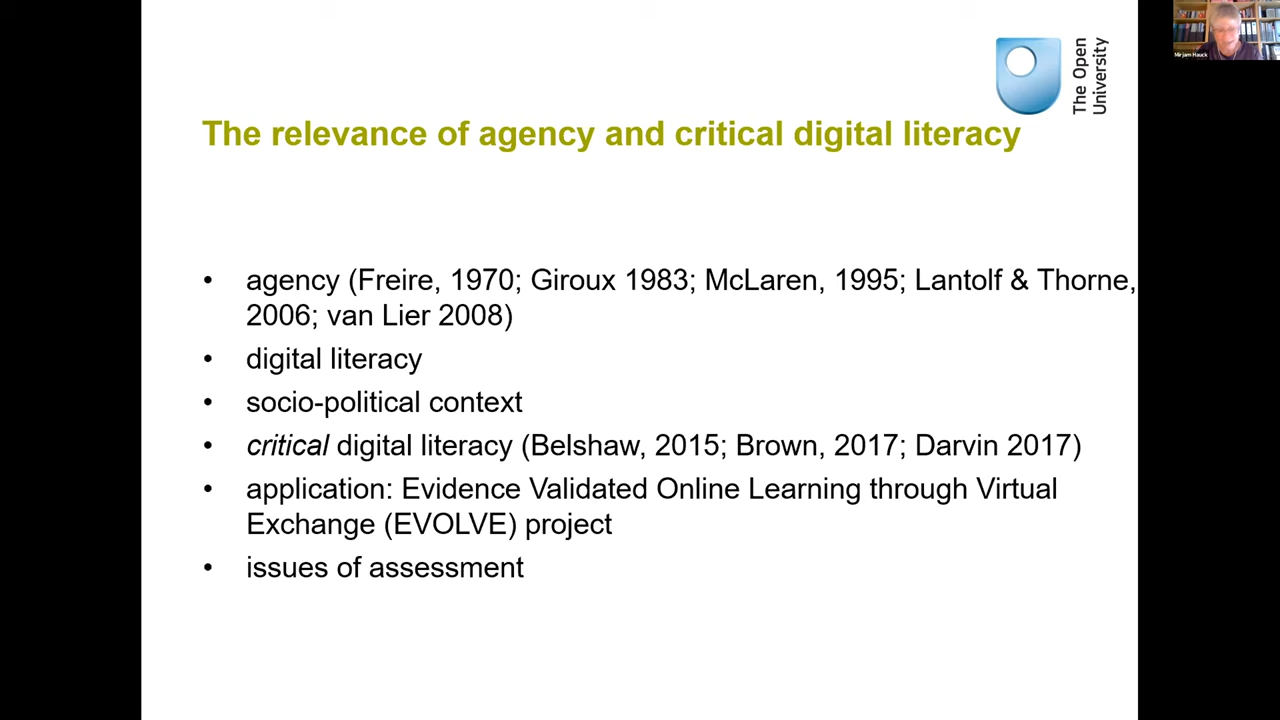 Mirjam Hauck
The Open
University
The relevance of agency and critical digital literacy
• agency (Freire, 1970; Giroux 1983; McLaren, 1995; Lantolf & Thorne,
2006; van Lier 2008)
• digital literacy
• socio-political context
• critical digital literacy (Belshaw, 2015; Brown, 2017; Darvin 2017)
• application: Evidence Validated Online Learning through Virtual
Exchange (EVOLVE) project
• issues of assessment